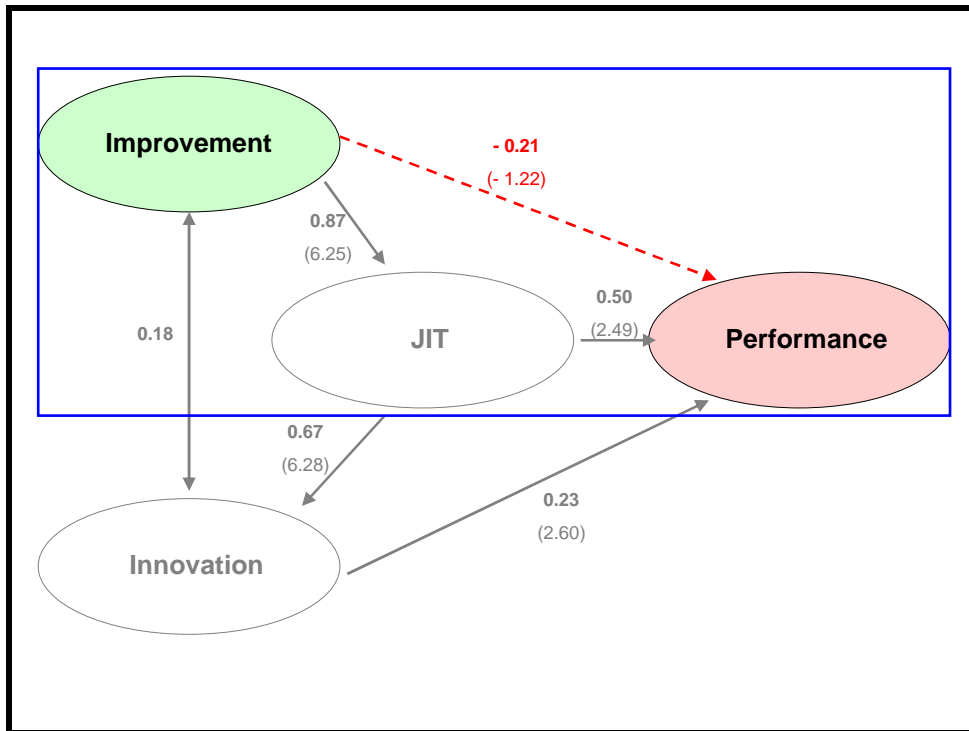 Improvement
- 0.21
(- 1.22)
0.87
(6.25)
0.50
(2.49)
0.18
JIT
Performance
0.67
(6.28)
0.23
(2.60)
Innovation